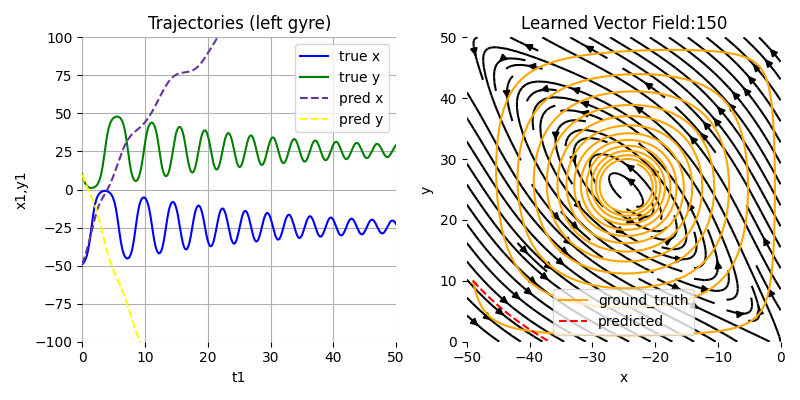 Trajectories (left gyre)
100
75
50
25
0
−25
−50
−75
−100
x1,y1
0
10
20
30
40
50
t1
true x
true y
pred x
pred y
Learned Vector Field:150
50
40
30
20
10
0
y
−50
−40
−30
−20
−10
0
x
ground_truth
predicted